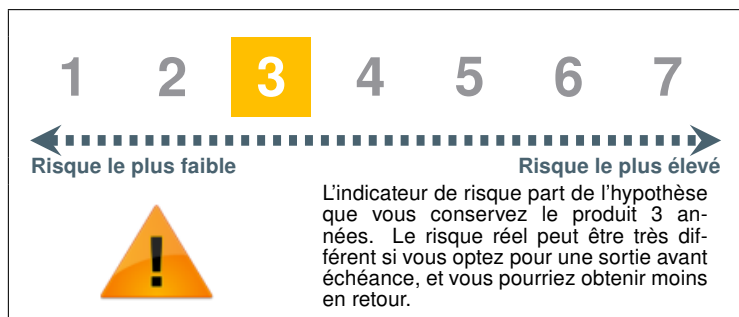 1 2 3 4 5 6 7
Risque le plus faible Risque le plus élevé
L'indicateur de risque part de l'hypothèse
que vous conservez le produit 3 an-
nées. Le risque réel peut être très dif-
férent si vous optez pour une sortie avant
échéance, et vous pourriez obtenir moins
en retour.